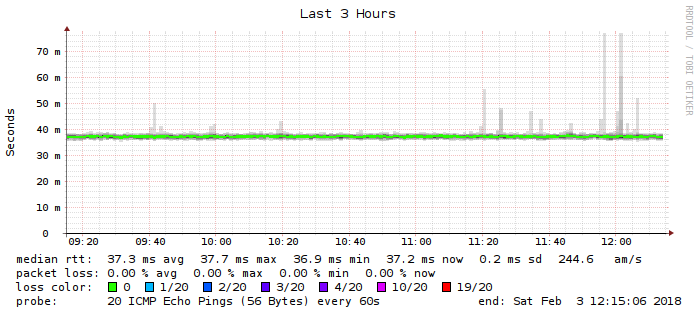 Last 3 Hours
RRDTOOL / TOBI OETIKER
Seconds
70 m
60 m
50 m
40 m
30 m
20 m
10 m
0
09:20 09:40 10:00 10:20 10:40 11:00 11:20 11:40 12:00
median rtt: 37.3 ms avg 37.7 ms max 36.9 ms min 37.2 ms now 0.2 ms sd 244.6 am/s
packet loss: 0.00 % avg 0.00 % max 0.00 % min 0.00 % now
loss color: 0 1/20 2/20 3/20 4/20 10/20 19/20
probe: 20 ICMP Echo Pings (56 Bytes) every 60s end: Sat Feb 3 12:15:06 2018